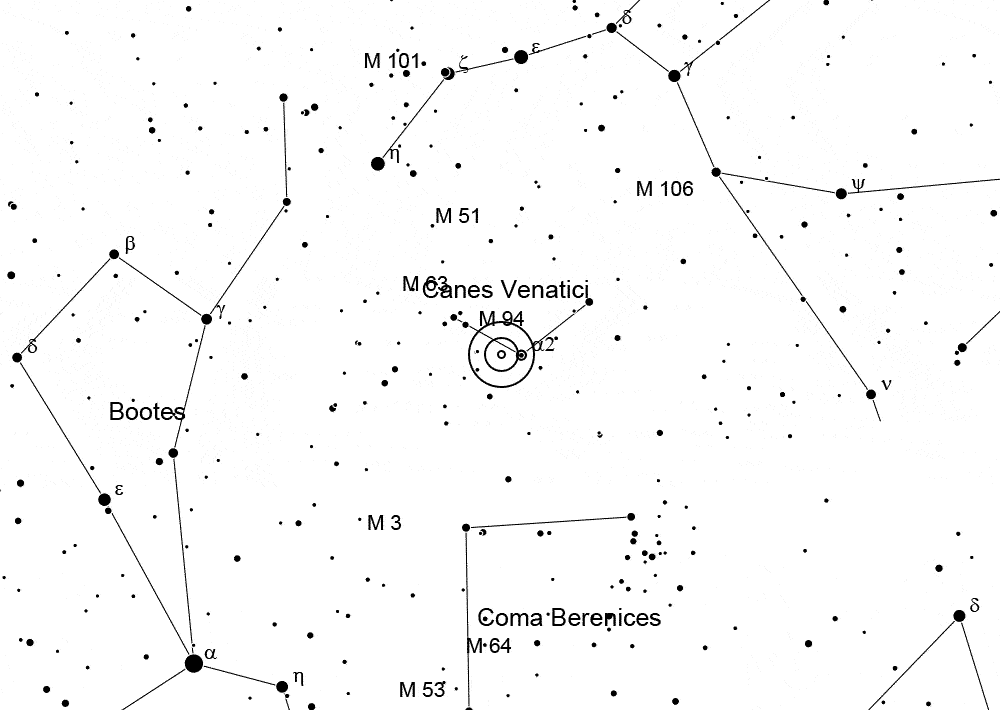 δ
M 101 ζ ε
γ
η
ψ
M 106
M 51
β
M 63
Canes Venatici
γ M 94
δ α2
ν
Bootes
ε
M 3
δ
Coma Berenices
M 64
α
η M 53